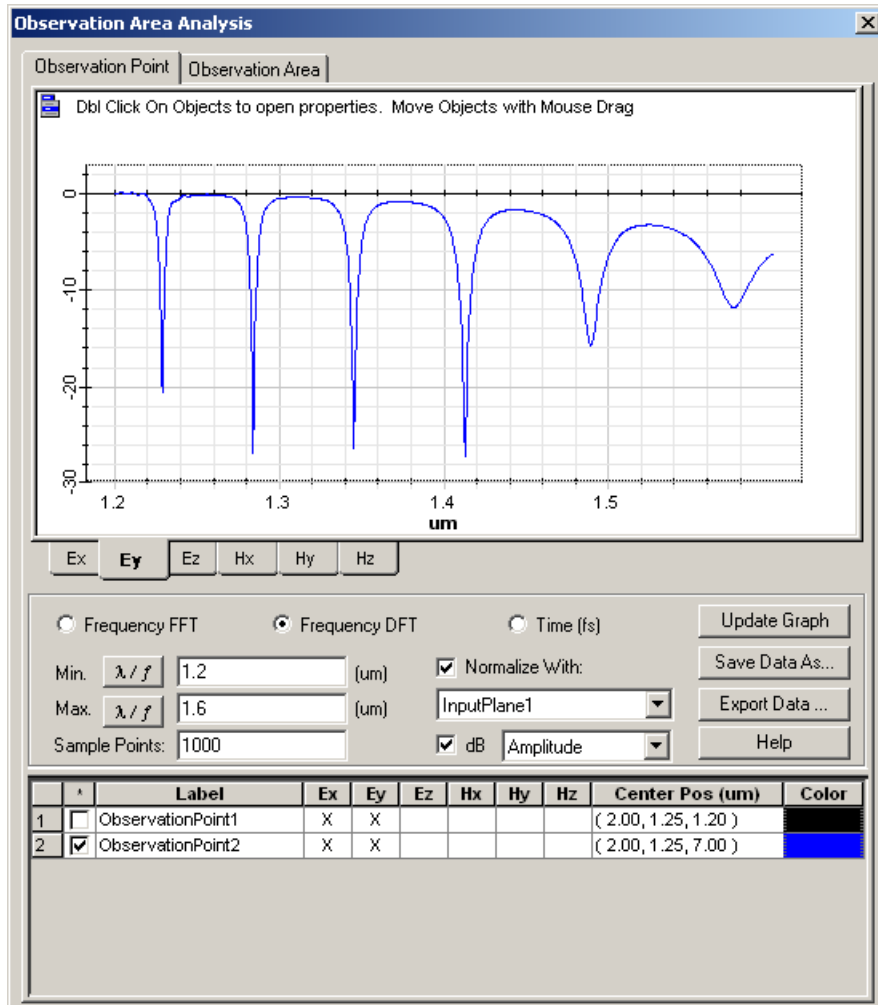 Observation Area Analysis
Observation Point Observation Area
Dbl Click On Objects to open properties. Move Objects with Mouse Drag
0
-10
-20
-30
1.2 1.3 1.4 1.5
um
Ex Ey Ez Hx Hy Hz
Frequency FFT Frequency DFT Time (fs) Update Graph
Min. λ / f 1.2 (um) Normalize With: Save Data As...
Max. λ / f 1.6 (um) InputPlane1 Export Data ...
Sample Points: 1000 dB Amplitude Help
* Label Ex Ey Ez Hx Hy Hz Center Pos (um) Color
1 ObservationPoint1 X X ( 2.00, 1.25, 1.20 )
2 ObservationPoint2 X X ( 2.00, 1.25, 7.00 )